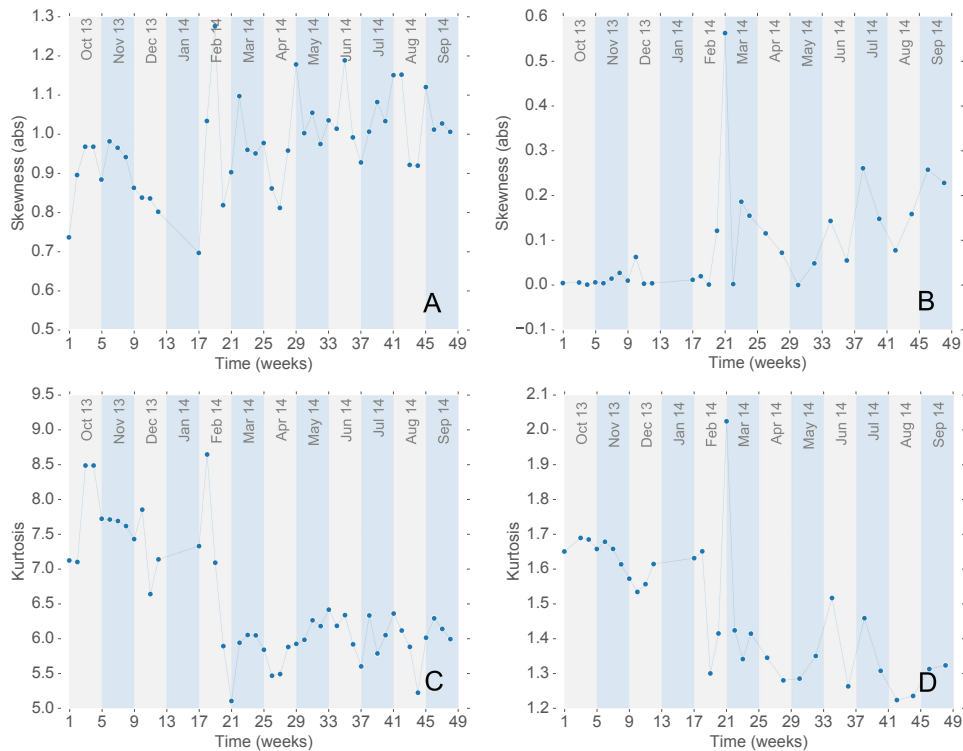 Skewness (abs)
1.3
1.2
1.1
1.0
0.9
0.8
0.7
0.6
0.5
Oct 13
Nov 13
Dec 13
Jan 14
Feb 14
Mar 14
Apr 14
May 14
Jun 14
Jul 14
Aug 14
Sep 14
A
1 5 9 13 17 21 25 29 33 37 41 45 49
Time (weeks)
Skewness (abs)
0.6
0.5
0.4
0.3
0.2
0.1
0.0
−0.1
Oct 13
Nov 13
Dec 13
Jan 14
Feb 14
Mar 14
Apr 14
May 14
Jun 14
Jul 14
Aug 14
Sep 14
B
1 5 9 13 17 21 25 29 33 37 41 45 49
Time (weeks)
Kurtosis
9.5
9.0
8.5
8.0
7.5
7.0
6.5
6.0
5.5
5.0
Oct 13
Nov 13
Dec 13
Jan 14
Feb 14
Mar 14
Apr 14
May 14
Jun 14
Jul 14
Aug 14
Sep 14
C
1 5 9 13 17 21 25 29 33 37 41 45 49
Time (weeks)
Kurtosis
2.1
2.0
1.9
1.8
1.7
1.6
1.5
1.4
1.3
1.2
Oct 13
Nov 13
Dec 13
Jan 14
Feb 14
Mar 14
Apr 14
May 14
Jun 14
Jul 14
Aug 14
Sep 14
D
1 5 9 13 17 21 25 29 33 37 41 45 49
Time (weeks)